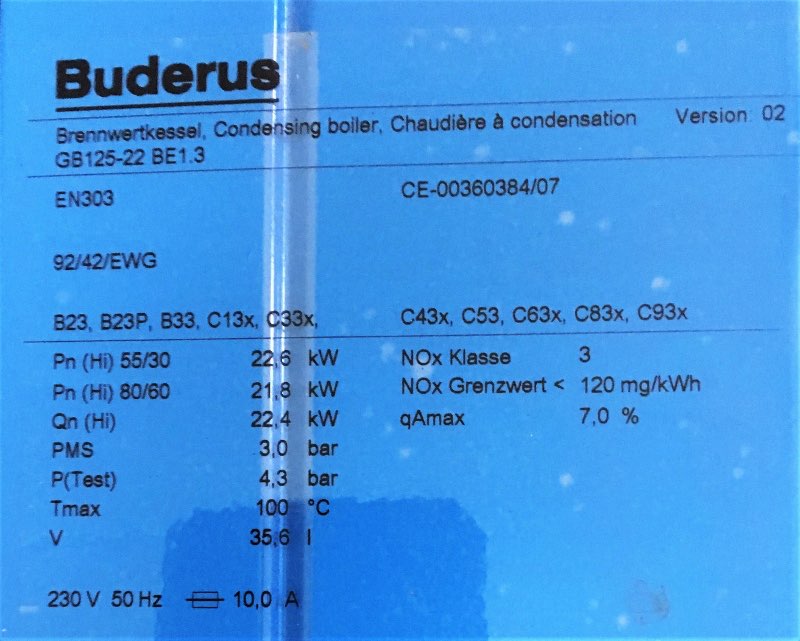 Buderus
Brennwertkessel, Condensing boiler, Chaudière à condensation Version: 02
GB125-22 BE1.3
EN303 CE-00360384/07
92/42/EWG
B23, B23P, B33, C13x, C33x, C43x, C53, C63x, C83x, C93x
Pn (Hi) 55/30 22,6 kW NOx Klasse 3
Pn (Hi) 80/60 21,8 kW NOx Grenzwert < 120 mg/kWh
Qn (Hi) 22,4 kW qAmax 7,0 %
PMS 3,0 bar
P(Test) 4,3 bar
Tmax 100 °C
V 35,6 l
230 V 50 Hz 10,0 A